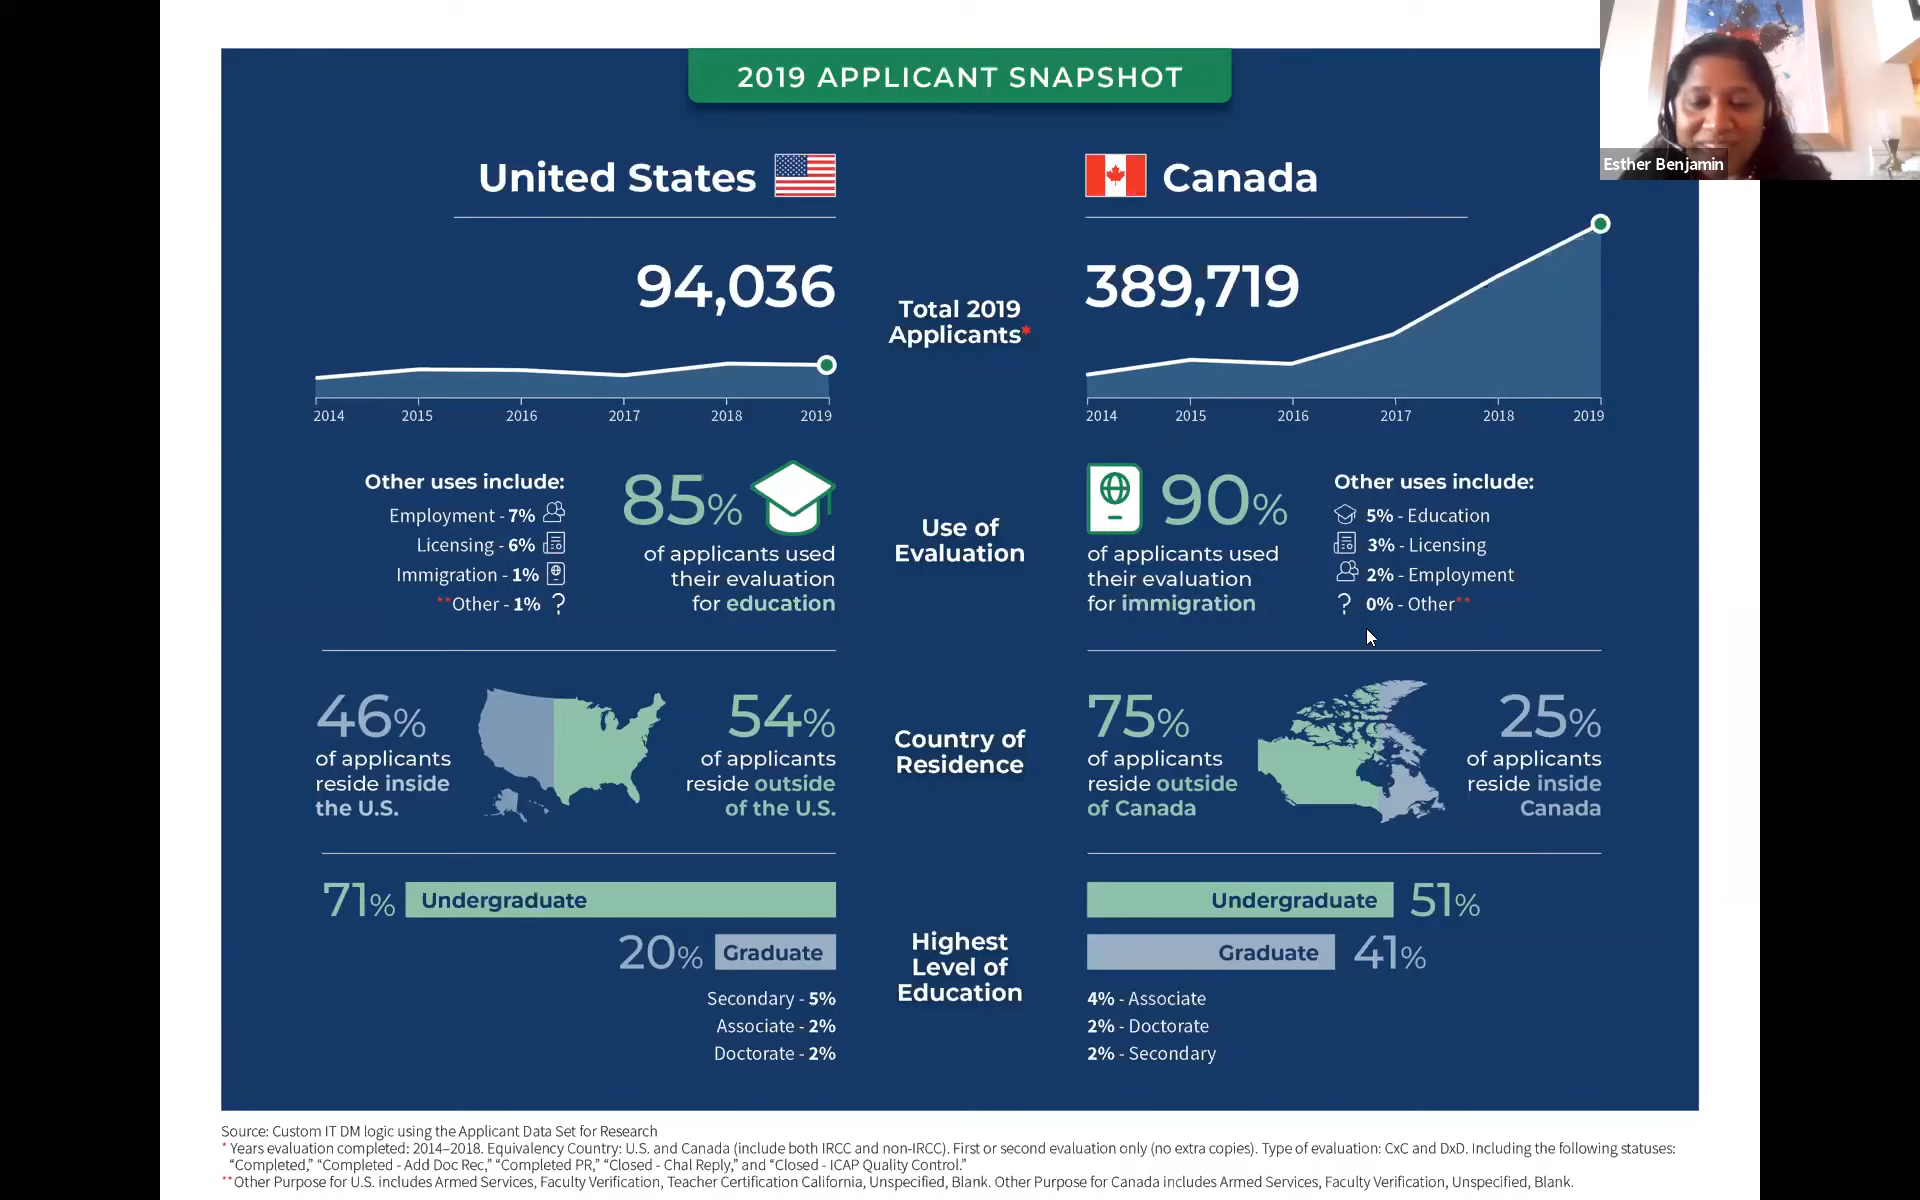 2019 APPLICANT SNAPSHOT
Esther Benjamin
United States
Canada
94,036
Total 2019
Applicants*
389,719
2014 2015 2016 2017 2018 2019
2014 2015 2016 2017 2018 2019
Other uses include:
Employment - 7%
Licensing - 6%
Immigration - 1%
**Other - 1%
85%
of applicants used
their evaluation
for education
Use of
Evaluation
90%
of applicants used
their evaluation
for immigration
Other uses include:
5% - Education
3% - Licensing
2% - Employment
0% - Other**
46%
of applicants
reside inside
the U.S.
54%
of applicants
reside outside
of the U.S.
Country of
Residence
75%
of applicants
reside outside
of Canada
25%
of applicants
reside inside
Canada
71% Undergraduate
20% Graduate
Secondary - 5%
Associate - 2%
Doctorate - 2%
Highest
Level of
Education
Undergraduate 51%
Graduate 41%
4% - Associate
2% - Doctorate
2% - Secondary
Source: Custom IT DM logic using the Applicant Data Set for Research
* Years evaluation completed: 2014–2018. Equivalency Country: U.S. and Canada (include both IRCC and non-IRCC). First or second evaluation only (no extra copies). Type of evaluation: CxC and DxD. Including the following statuses:
“Completed,” “Completed - Add Doc Rec,” “Completed PR,” “Closed - Chal Reply,” and “Closed - ICAP Quality Control.”
**Other Purpose for U.S. includes Armed Services, Faculty Verification, Teacher Certification California, Unspecified, Blank. Other Purpose for Canada includes Armed Services, Faculty Verification, Unspecified, Blank.